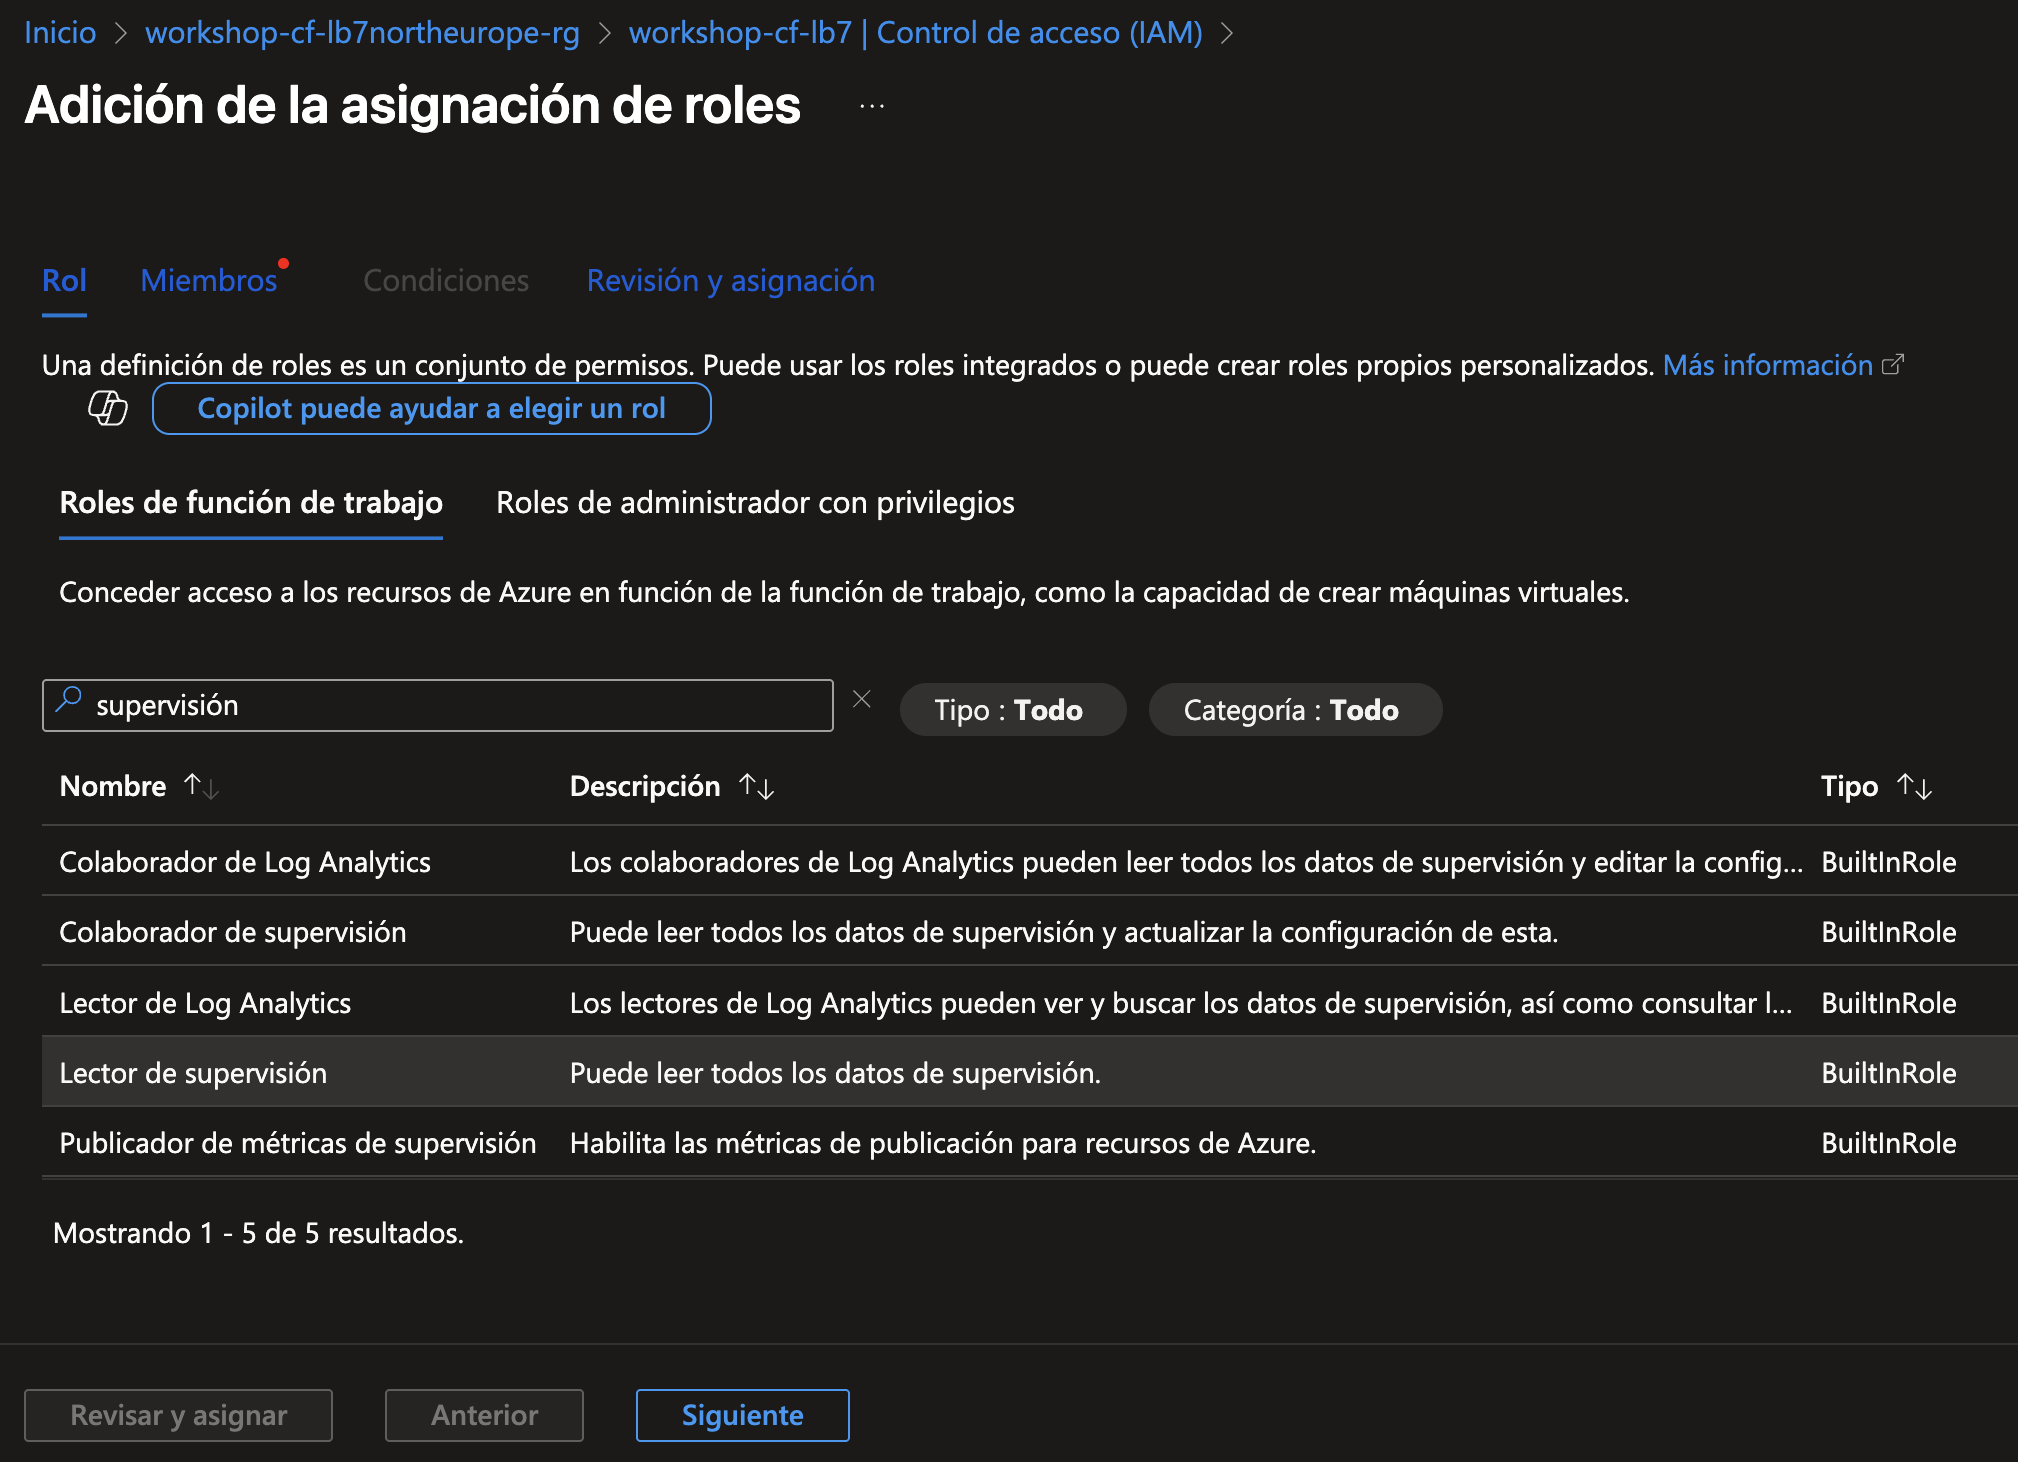 Inicio > workshop-cf-lb7northeurope-rg > workshop-cf-lb7 | Control de acceso (IAM) >
Adición de la asignación de roles ...
Rol Miembros Condiciones Revisión y asignación
Una definición de roles es un conjunto de permisos. Puede usar los roles integrados o puede crear roles propios personalizados. Más información
Copilot puede ayudar a elegir un rol
Roles de función de trabajo Roles de administrador con privilegios
Conceder acceso a los recursos de Azure en función de la función de trabajo, como la capacidad de crear máquinas virtuales.
supervisión Tipo : Todo Categoría : Todo
Nombre ↑↓ Descripción ↑↓ Tipo ↑↓
Colaborador de Log Analytics Los colaboradores de Log Analytics pueden leer todos los datos de supervisión y editar la config... BuiltInRole
Colaborador de supervisión Puede leer todos los datos de supervisión y actualizar la configuración de esta. BuiltInRole
Lector de Log Analytics Los lectores de Log Analytics pueden ver y buscar los datos de supervisión, así como consultar l... BuiltInRole
Lector de supervisión Puede leer todos los datos de supervisión. BuiltInRole
Publicador de métricas de supervisión Habilita las métricas de publicación para recursos de Azure. BuiltInRole
Mostrando 1 - 5 de 5 resultados.
Revisar y asignar Anterior Siguiente